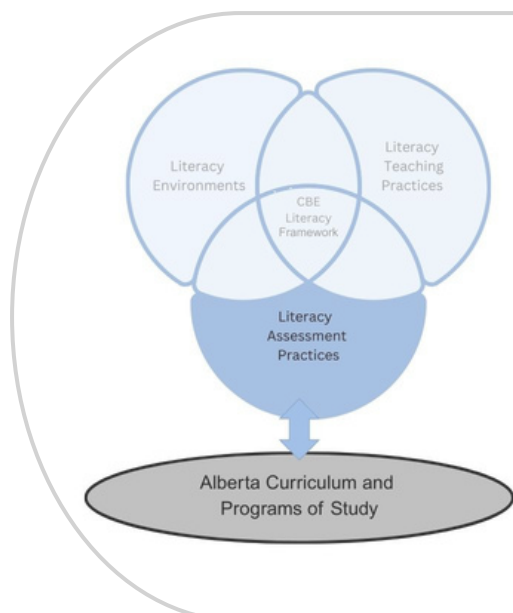 Literacy
Environments
Literacy
Teaching
Practices
CBE
Literacy
Framework
Literacy
Assessment
Practices
Alberta Curriculum and
Programs of Study